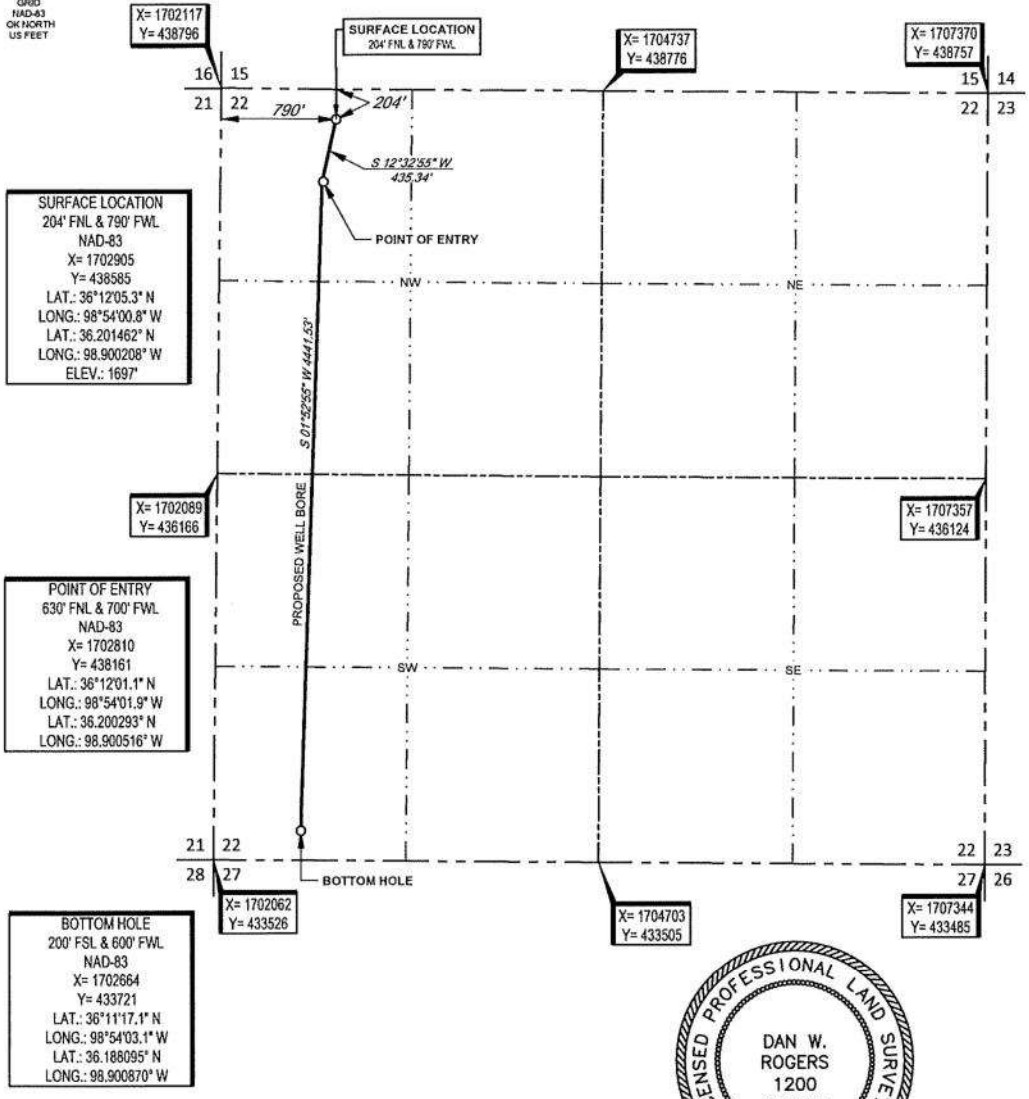 GRID
NAD-83
OK NORTH
US FEET
X= 1702117
Y= 438796
SURFACE LOCATION
204' FNL & 790' FWL
X= 1704737
Y= 438776
X= 1707370
Y= 438757
16 15
21 22
15 14
22 23
790'
204'
S 12°32'55" W
435.34'
POINT OF ENTRY
SURFACE LOCATION
204' FNL & 790' FWL
NAD-83
X= 1702905
Y= 438585
LAT.: 36°12'05.3" N
LONG.: 98°54'00.8" W
LAT.: 36.201462° N
LONG.: 98.900208° W
ELEV.: 1697'
NW
NE
S 01°52'55" W 4441.53'
PROPOSED WELL BORE
X= 1702089
Y= 436166
X= 1707357
Y= 436124
POINT OF ENTRY
630' FNL & 700' FWL
NAD-83
X= 1702810
Y= 438161
LAT.: 36°12'01.1" N
LONG.: 98°54'01.9" W
LAT.: 36.200293° N
LONG.: 98.900516° W
SW
SE
21 22
28 27
BOTTOM HOLE
22 23
27 26
X= 1702062
Y= 433526
X= 1704703
Y= 433505
X= 1707344
Y= 433485
BOTTOM HOLE
200' FSL & 600' FWL
NAD-83
X= 1702664
Y= 433721
LAT.: 36°11'17.1" N
LONG.: 98°54'03.1" W
LAT.: 36.188095° N
LONG.: 98.900870° W
ENSED PROFESSIONAL LAND SURVE
DAN W.
ROGERS
1200